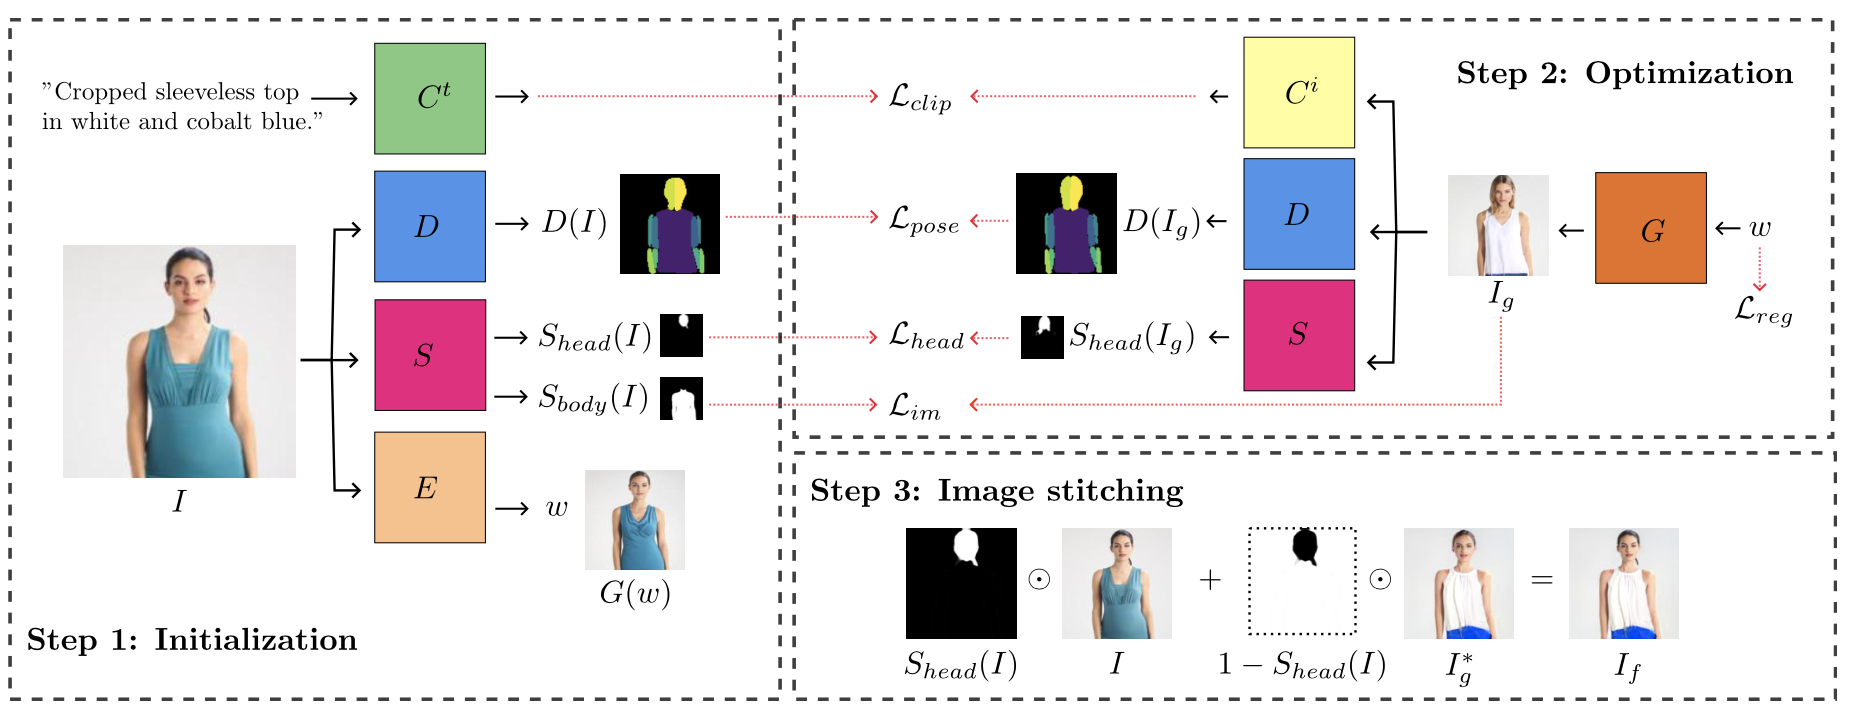 ”Cropped sleeveless top
in white and cobalt blue.”
C^t
D
D(I)
S
S_{head}(I)
S_{body}(I)
I
E
w
G(w)
Step 1: Initialization
Step 2: Optimization
\mathcal{L}_{clip}
C^i
\mathcal{L}_{pose}
D(I_g)
D
I_g
G
w
\mathcal{L}_{reg}
\mathcal{L}_{head}
S_{head}(I_g)
S
\mathcal{L}_{im}
Step 3: Image stitching
⊙ + ⊙ =
S_{head}(I) I 1 − S_{head}(I) I_g^* I_f